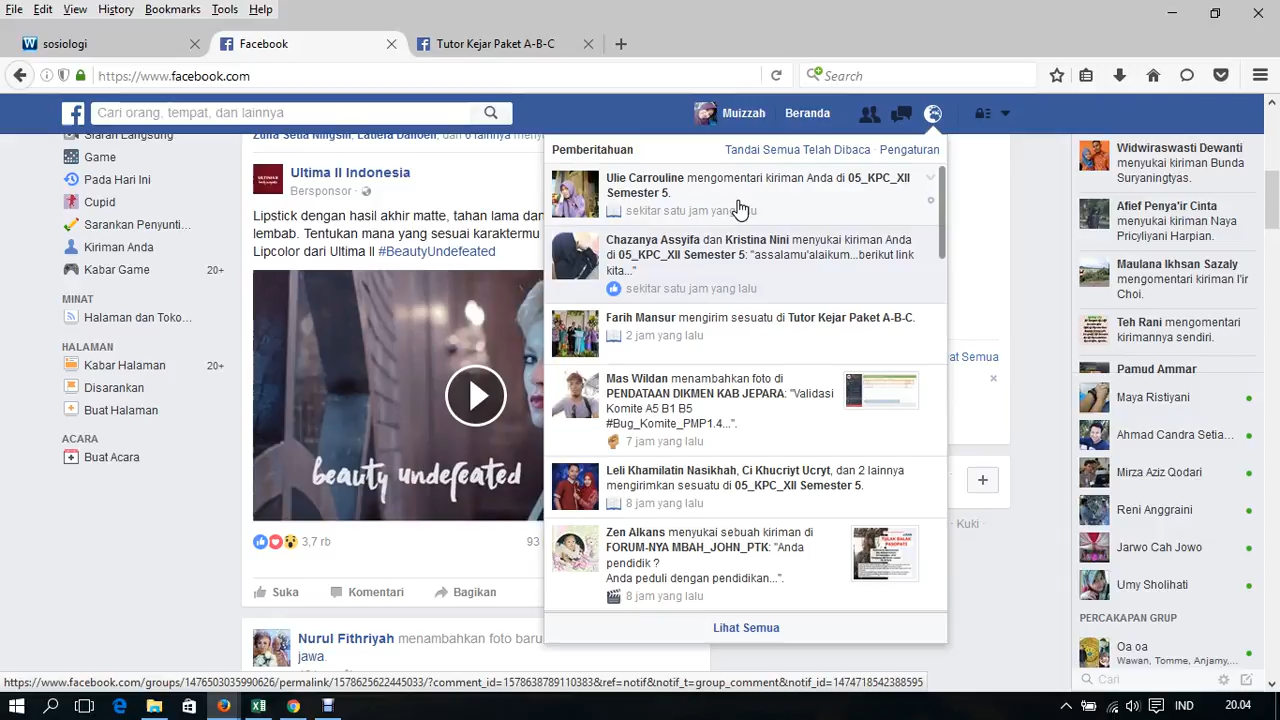 File Edit View History Bookmarks Tools Help
sosiologi
Facebook
Tutor Kejar Paket A-B-C
https://www.facebook.com
Search
Cari orang, tempat, dan lainnya
Muizzah
Beranda
Siaran Langsung
Game
Pada Hari Ini
Cupid
Sarankan Penyunti...
Kiriman Anda
Kabar Game 20+
MINAT
Halaman dan Toko...
HALAMAN
Kabar Halaman 20+
Disarankan
Buat Halaman
ACARA
Buat Acara
Ultima II Indonesia
Bersponsor
Lipstick dengan hasil akhir matte, tahan lama dan
lembab. Tentukan mana yang sesuai karaktermu
Lipcolor dari Ultima II #BeautyUndefeated
beauty undefeated
3,7 rb
93
Suka Komentari Bagikan
Nurul Fithriyah menambahkan foto baru
jawa.
Pemberitahuan
Tandai Semua Telah Dibaca · Pengaturan
Ulie Carrouline mengomentari kiriman Anda di 05_KPC_XII
Semester 5.
sekitar satu jam yang lalu
Chazanya Assyifa dan Kristina Nini menyukai kiriman Anda
di 05_KPC_XII Semester 5: "assalamu'alaikum...berikut link
kita..."
sekitar satu jam yang lalu
Farih Mansur mengirim sesuatu di Tutor Kejar Paket A-B-C.
2 jam yang lalu
Mas Wildan menambahkan foto di
PENDATAAN DIKMEN KAB JEPARA: "Validasi
Komite A5 B1 B5
#Bug_Komite_PMP1.4...".
7 jam yang lalu
Leli Khamilatin Nasikhah, Ci Khucriyt Ucryt, dan 2 lainnya
mengirimkan sesuatu di 05_KPC_XII Semester 5.
8 jam yang lalu
Zen Alkans menyukai sebuah kiriman di
FORUM-NYA MBAH_JOHN_PTK: "Anda
pendidik ?
Anda peduli dengan pendidikan...".
8 jam yang lalu
Lihat Semua
at Semua
Kuki ·
Widwiraswasti Dewanti
menyukai kiriman Bunda
Suryaningtyas.
Afief Penya'ir Cinta
menyukai kiriman Naya
Pricyliyani Harpian.
Maulana Ikhsan Sazaly
mengomentari kiriman I'ir
Choi.
Teh Rani mengomentari
kirimannya sendiri.
Pamud Ammar
Maya Ristiyani
Ahmad Candra Setia...
Mirza Aziz Qodari
Reni Anggraini
Jarwo Cah Jowo
Umy Sholihati
PERCAKAPAN GRUP
Oa oa
Wawan, Tomme, Anjamy,...
Cari
https://www.facebook.com/groups/1476503035990626/permalink/1578625622445033/?comment_id=1578638789110383&ref=notif&notif_t=group_comment&notif_id=1474718542388595
IND
20.04